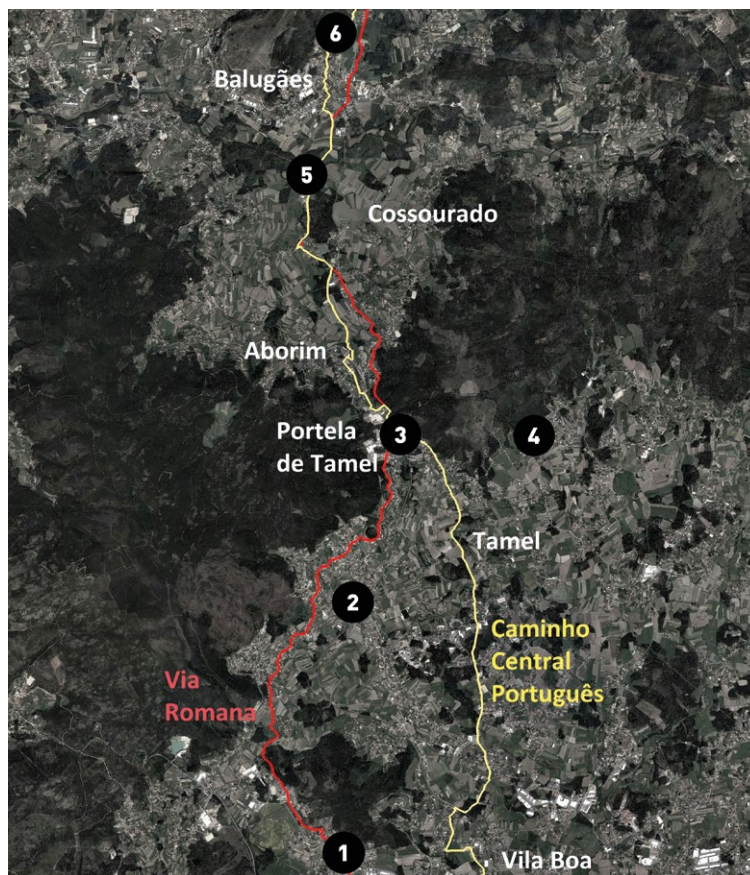 6
Balugães
5
Cossourado
Aborim
Portela
de Tamel
3
4
Tamel
2
Caminho
Central
Português
Via
Romana
1
Vila Boa